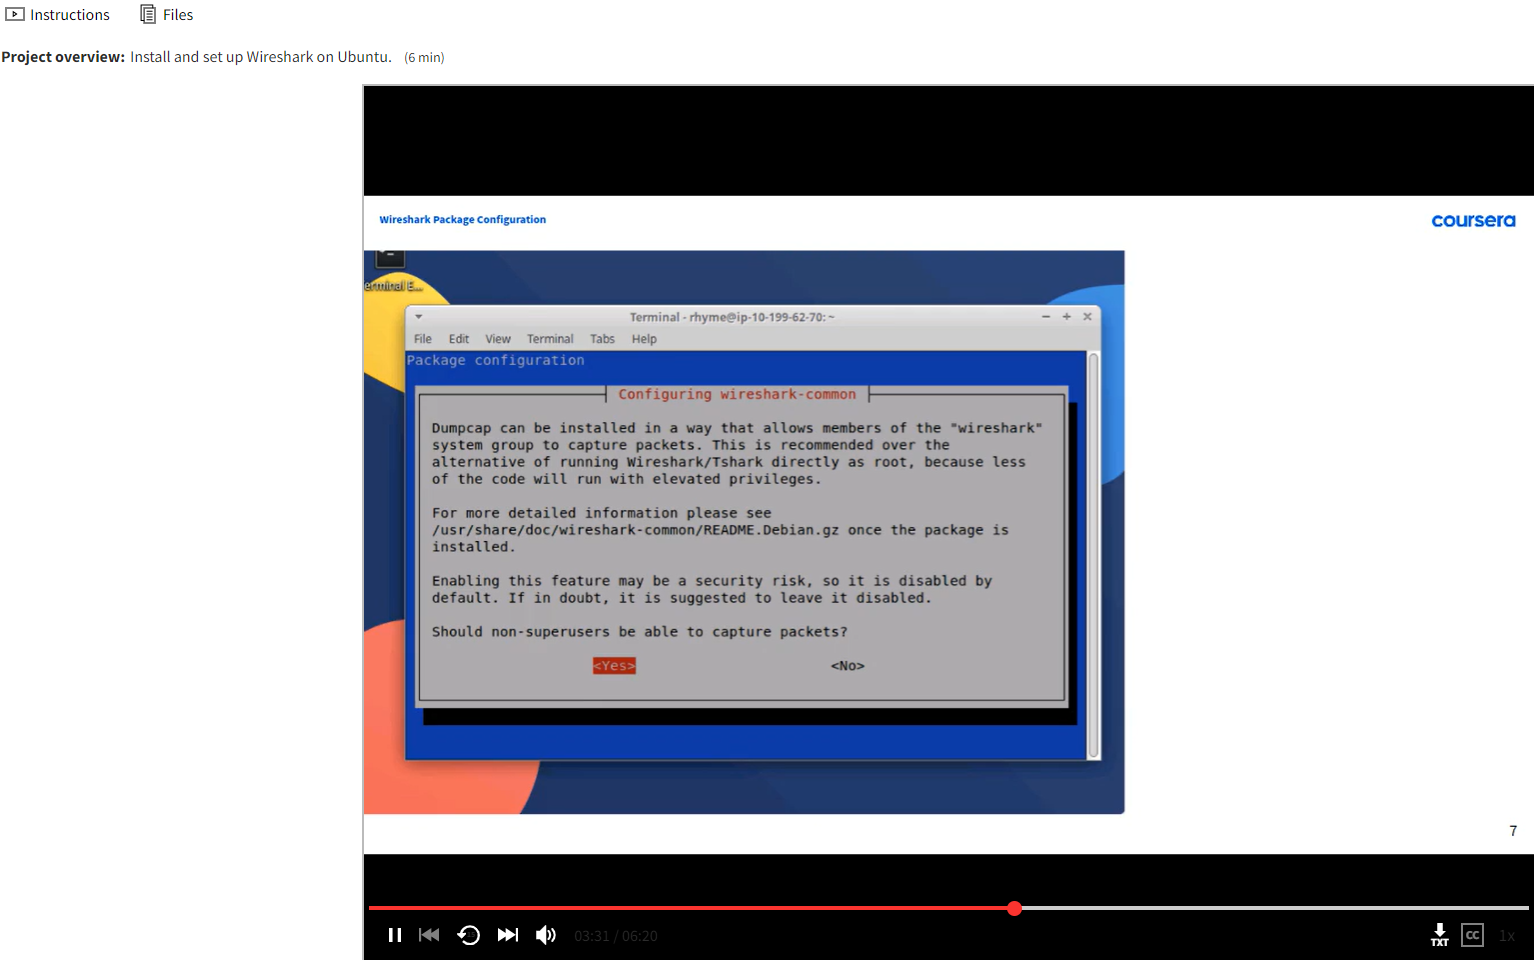 Instructions
Files
Project overview: Install and set up Wireshark on Ubuntu. (6 min)
Wireshark Package Configuration
coursera
Terminal - rhyme@ip-10-199-62-70: ~
File Edit View Terminal Tabs Help
Package configuration
Configuring wireshark-common
Dumpcap can be installed in a way that allows members of the "wireshark"
system group to capture packets. This is recommended over the
alternative of running Wireshark/Tshark directly as root, because less
of the code will run with elevated privileges.
For more detailed information please see
/usr/share/doc/wireshark-common/README.Debian.gz once the package is
installed.
Enabling this feature may be a security risk, so it is disabled by
default. If in doubt, it is suggested to leave it disabled.
Should non-superusers be able to capture packets?
<Yes> <No>
7
03:31 / 06:20
TXT
CC
1x